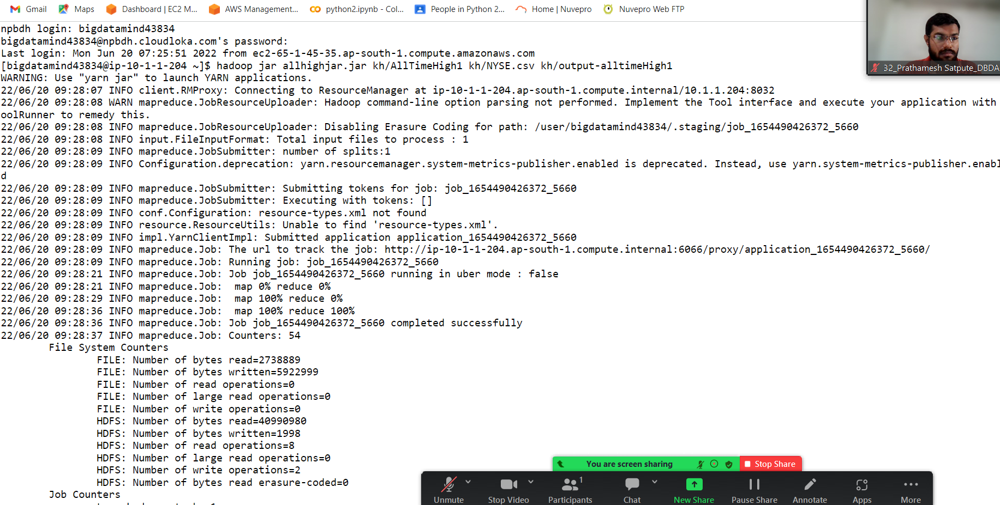 Gmail Maps Dashboard | EC2 M... AWS Management... python2.ipynb - Col... People in Python 2... Home | Nuvepro Nuvepro Web FTP
npbdh login: bigdatamind43834
bigdatamind43834@npbdh.cloudloka.com's password:
Last login: Mon Jun 20 07:25:51 2022 from ec2-65-1-45-35.ap-south-1.compute.amazonaws.com
[bigdatamind43834@ip-10-1-1-204 ~]$ hadoop jar allhighjar.jar kh/AllTimeHigh1 kh/NYSE.csv kh/output-alltimeHigh1
32_Prathamesh Satpute_DBDA
WARNING: Use "yarn jar" to launch YARN applications.
22/06/20 09:28:07 INFO client.RMProxy: Connecting to ResourceManager at ip-10-1-1-204.ap-south-1.compute.internal/10.1.1.204:8032
22/06/20 09:28:08 WARN mapreduce.JobResourceUploader: Hadoop command-line option parsing not performed. Implement the Tool interface and execute your application with
oolRunner to remedy this.
22/06/20 09:28:08 INFO mapreduce.JobResourceUploader: Disabling Erasure Coding for path: /user/bigdatamind43834/.staging/job_1654490426372_5660
22/06/20 09:28:08 INFO input.FileInputFormat: Total input files to process : 1
22/06/20 09:28:09 INFO mapreduce.JobSubmitter: number of splits:1
22/06/20 09:28:09 INFO Configuration.deprecation: yarn.resourcemanager.system-metrics-publisher.enabled is deprecated. Instead, use yarn.system-metrics-publisher.enabl
d
22/06/20 09:28:09 INFO mapreduce.JobSubmitter: Submitting tokens for job: job_1654490426372_5660
22/06/20 09:28:09 INFO mapreduce.JobSubmitter: Executing with tokens: []
22/06/20 09:28:09 INFO conf.Configuration: resource-types.xml not found
22/06/20 09:28:09 INFO resource.ResourceUtils: Unable to find 'resource-types.xml'.
22/06/20 09:28:09 INFO impl.YarnClientImpl: Submitted application application_1654490426372_5660
22/06/20 09:28:09 INFO mapreduce.Job: The url to track the job: http://ip-10-1-1-204.ap-south-1.compute.internal:6066/proxy/application_1654490426372_5660/
22/06/20 09:28:09 INFO mapreduce.Job: Running job: job_1654490426372_5660
22/06/20 09:28:21 INFO mapreduce.Job: Job job_1654490426372_5660 running in uber mode : false
22/06/20 09:28:21 INFO mapreduce.Job:  map 0% reduce 0%
22/06/20 09:28:29 INFO mapreduce.Job:  map 100% reduce 0%
22/06/20 09:28:36 INFO mapreduce.Job:  map 100% reduce 100%
22/06/20 09:28:36 INFO mapreduce.Job: Job job_1654490426372_5660 completed successfully
22/06/20 09:28:37 INFO mapreduce.Job: Counters: 54
File System Counters
FILE: Number of bytes read=2738889
FILE: Number of bytes written=5922999
FILE: Number of read operations=0
FILE: Number of large read operations=0
FILE: Number of write operations=0
HDFS: Number of bytes read=40990980
HDFS: Number of bytes written=1998
HDFS: Number of read operations=8
HDFS: Number of large read operations=0
HDFS: Number of write operations=2
HDFS: Number of bytes read erasure-coded=0
Job Counters
You are screen sharing Stop Share
Unmute Stop Video Participants 1 Chat New Share Pause Share Annotate Apps More